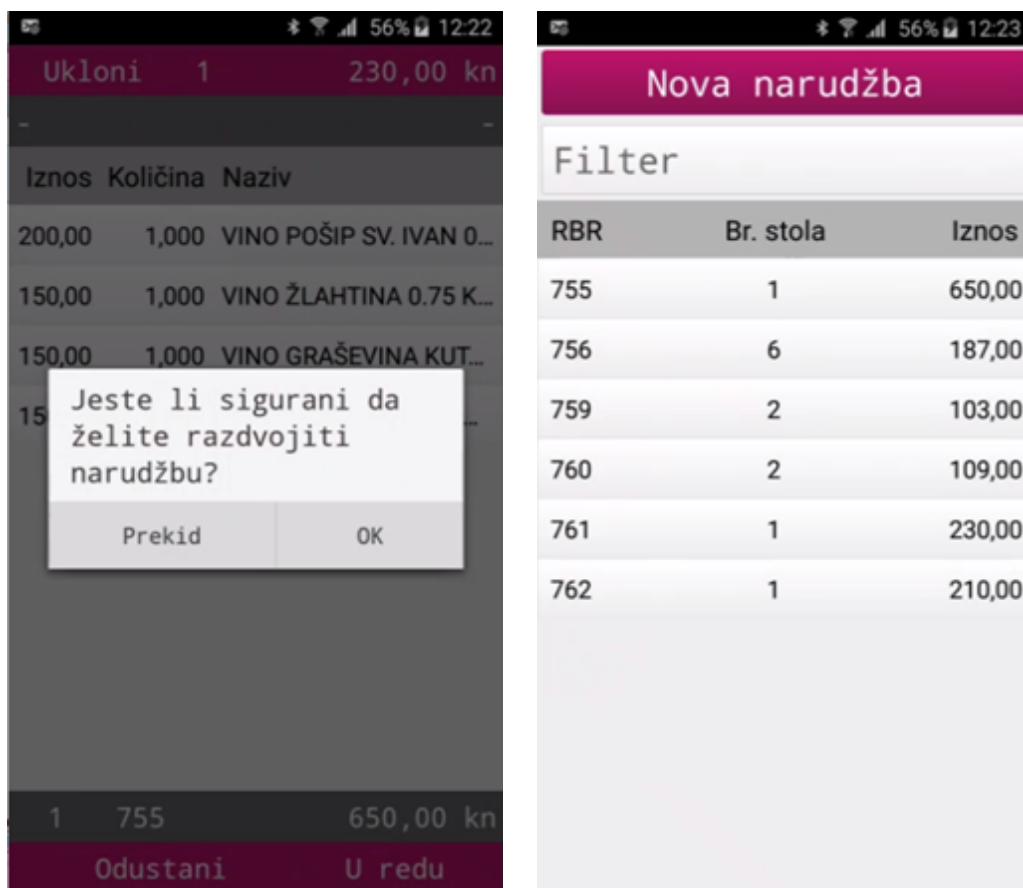 56% 12:22
Ukloni 1 230,00 kn
- -
Iznos Količina Naziv
200,00 1,000 VINO POŠIP SV. IVAN 0...
150,00 1,000 VINO ŽLAHTINA 0.75 K...
150,00 1,000 VINO GRAŠEVINA KUT...
15 ...
Jeste li sigurani da
želite razdvojiti
narudžbu?
Prekid OK
1 755 650,00 kn
Odustani U redu
56% 12:23
Nova narudžba
Filter
RBR Br. stola Iznos
755 1 650,00
756 6 187,00
759 2 103,00
760 2 109,00
761 1 230,00
762 1 210,00